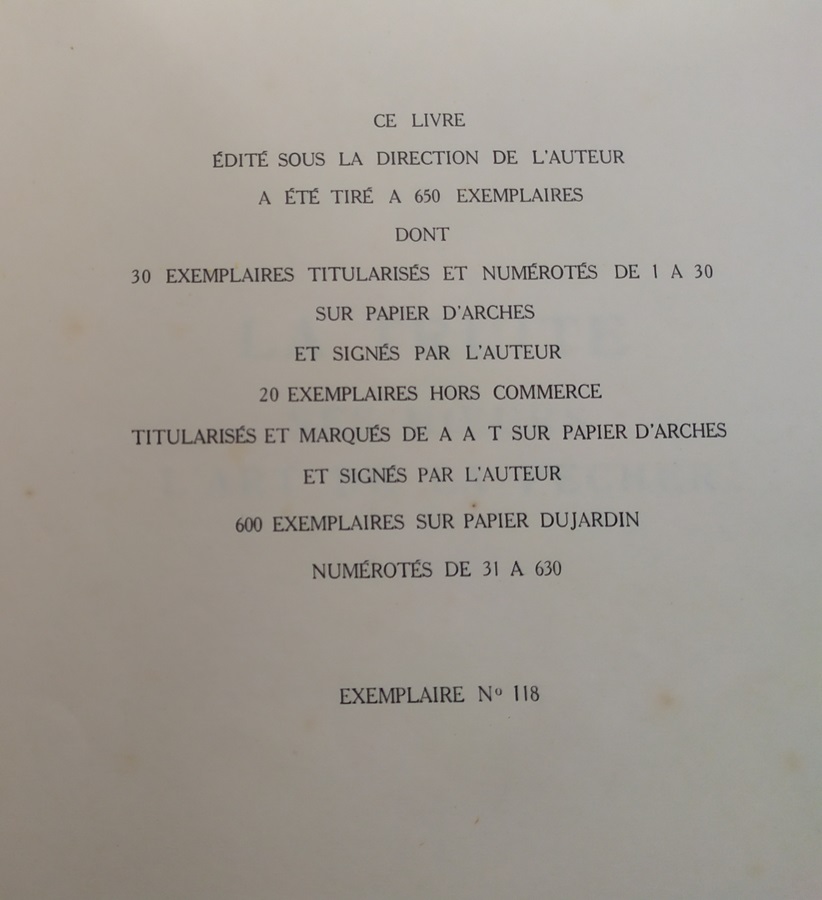 CE LIVRE
ÉDITÉ SOUS LA DIRECTION DE L'AUTEUR
A ÉTÉ TIRÉ A 650 EXEMPLAIRES
DONT
30 EXEMPLAIRES TITULARISÉS ET NUMÉROTÉS DE 1 A 30
SUR PAPIER D'ARCHES
ET SIGNÉS PAR L'AUTEUR
20 EXEMPLAIRES HORS COMMERCE
TITULARISÉS ET MARQUÉS DE A A T SUR PAPIER D'ARCHES
ET SIGNÉS PAR L'AUTEUR
600 EXEMPLAIRES SUR PAPIER DUJARDIN
NUMÉROTÉS DE 31 A 630
EXEMPLAIRE Nº 118